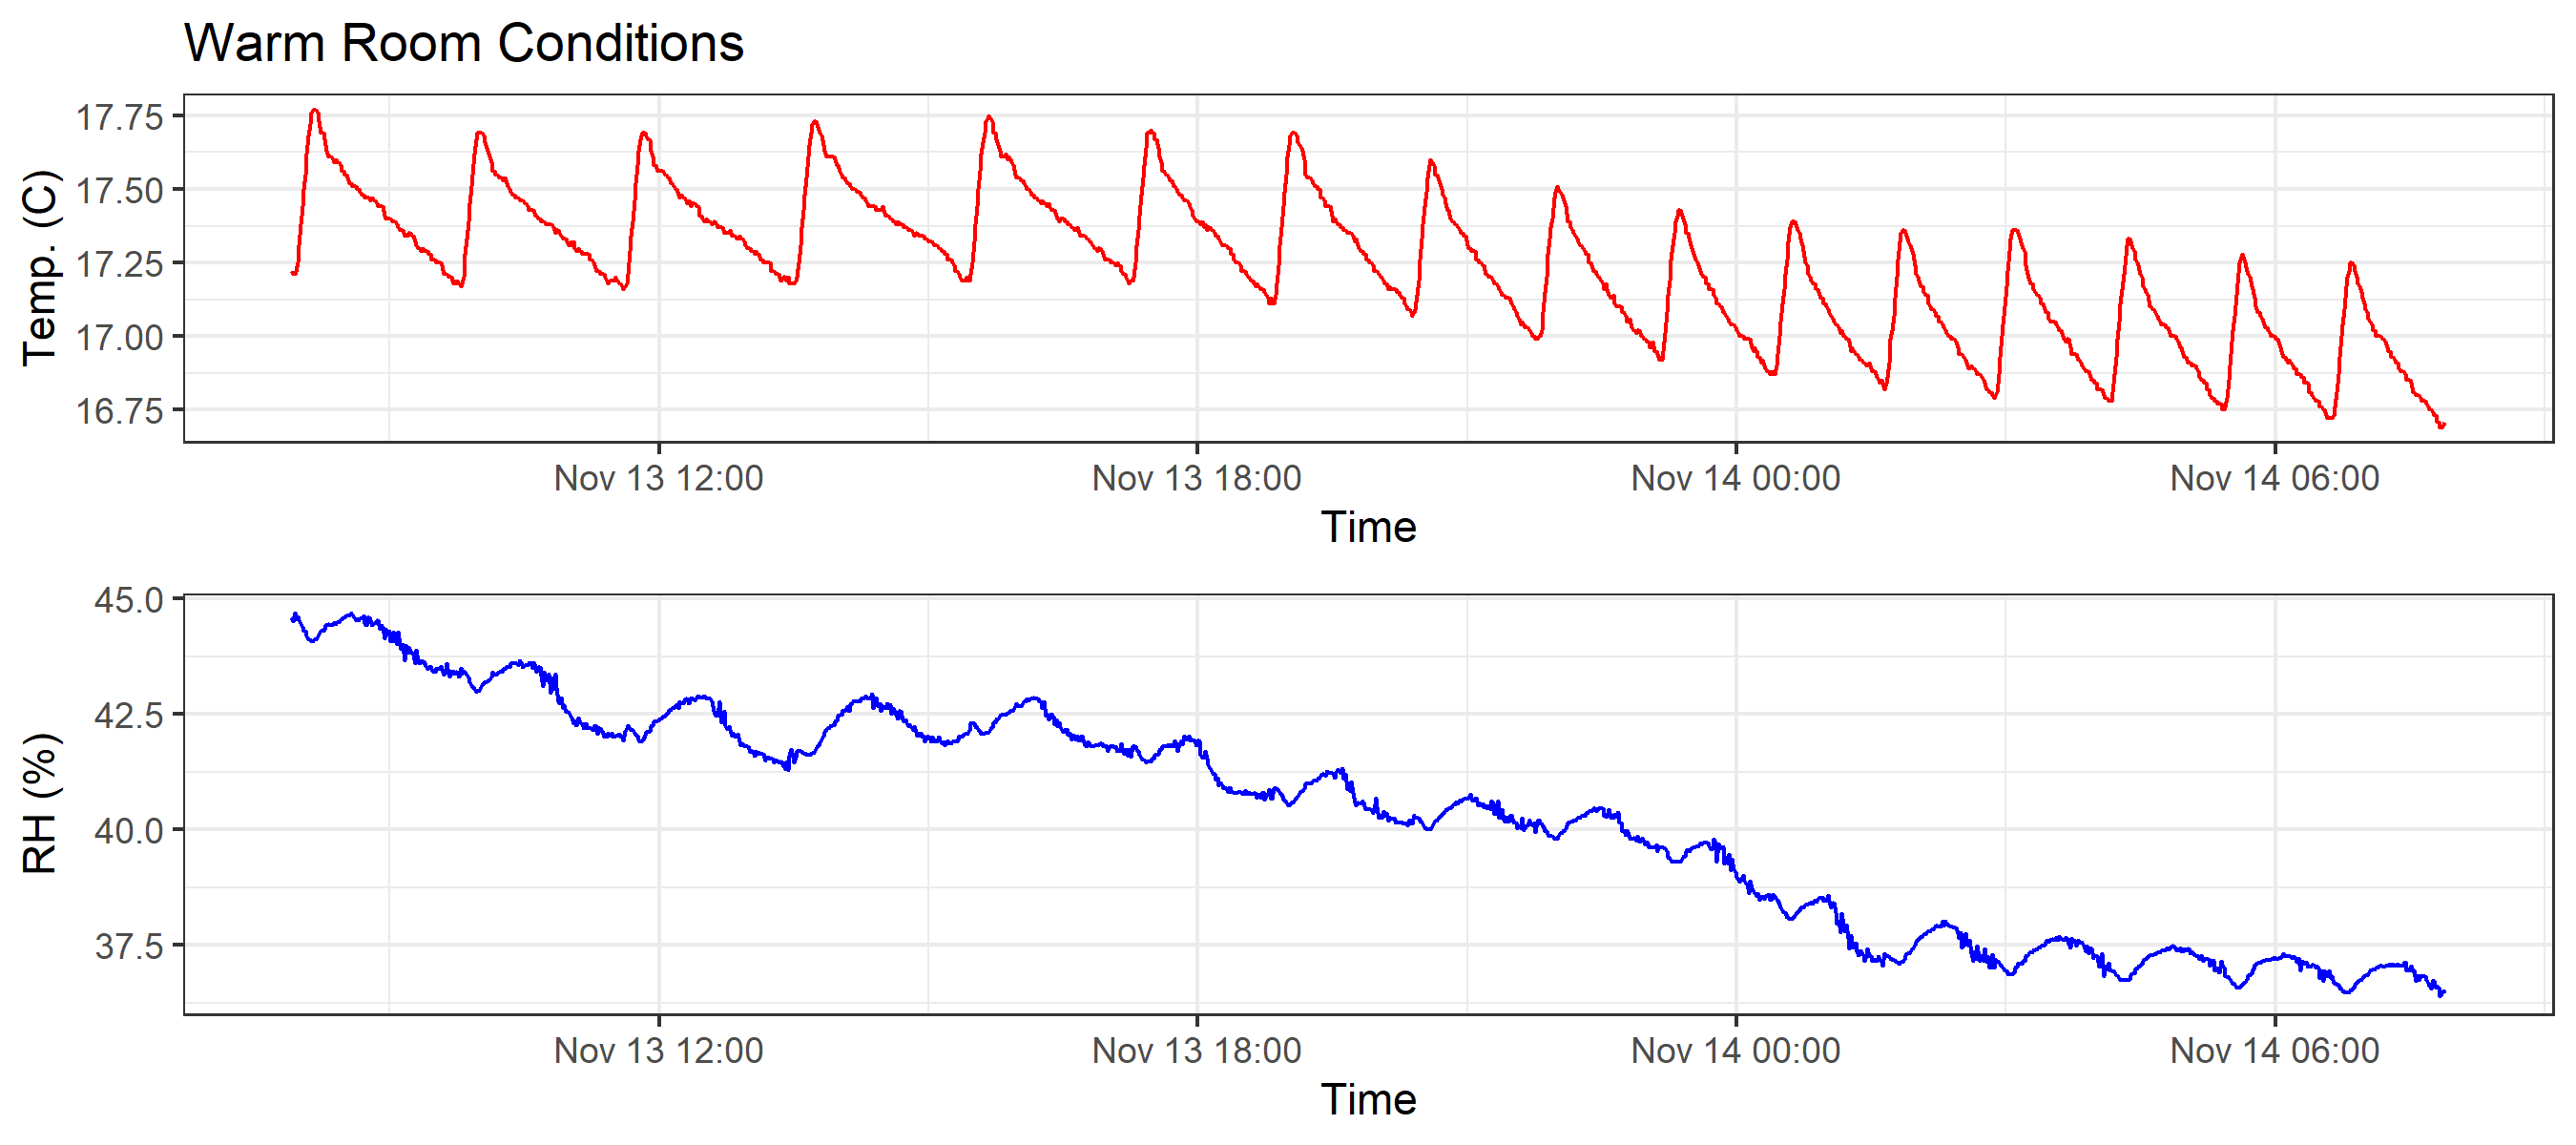 Warm Room Conditions
Temp. (C)
17.75
17.50
17.25
17.00
16.75
Nov 13 12:00 Nov 13 18:00 Nov 14 00:00 Nov 14 06:00
Time
RH (%)
45.0
42.5
40.0
37.5
Nov 13 12:00 Nov 13 18:00 Nov 14 00:00 Nov 14 06:00
Time